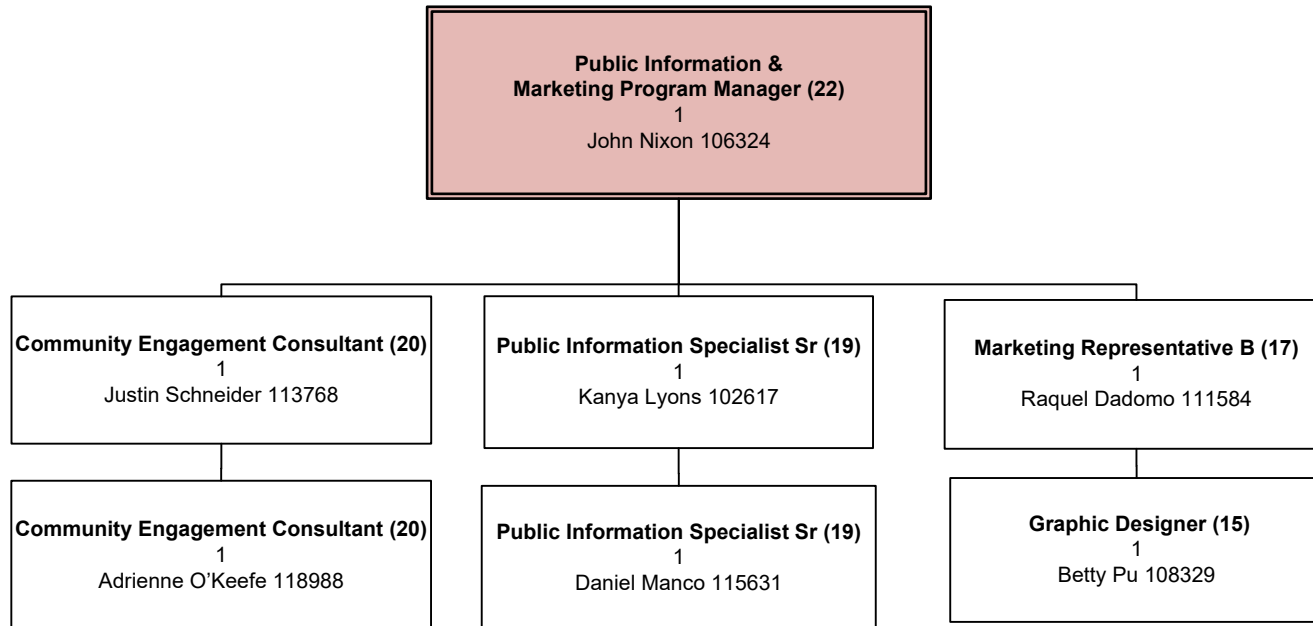 Public Information &
Marketing Program Manager (22)
1
John Nixon 106324
Community Engagement Consultant (20)
1
Justin Schneider 113768
Public Information Specialist Sr (19)
1
Kanya Lyons 102617
Marketing Representative B (17)
1
Raquel Dadomo 111584
Community Engagement Consultant (20)
1
Adrienne O’Keefe 118988
Public Information Specialist Sr (19)
1
Daniel Manco 115631
Graphic Designer (15)
1
Betty Pu 108329